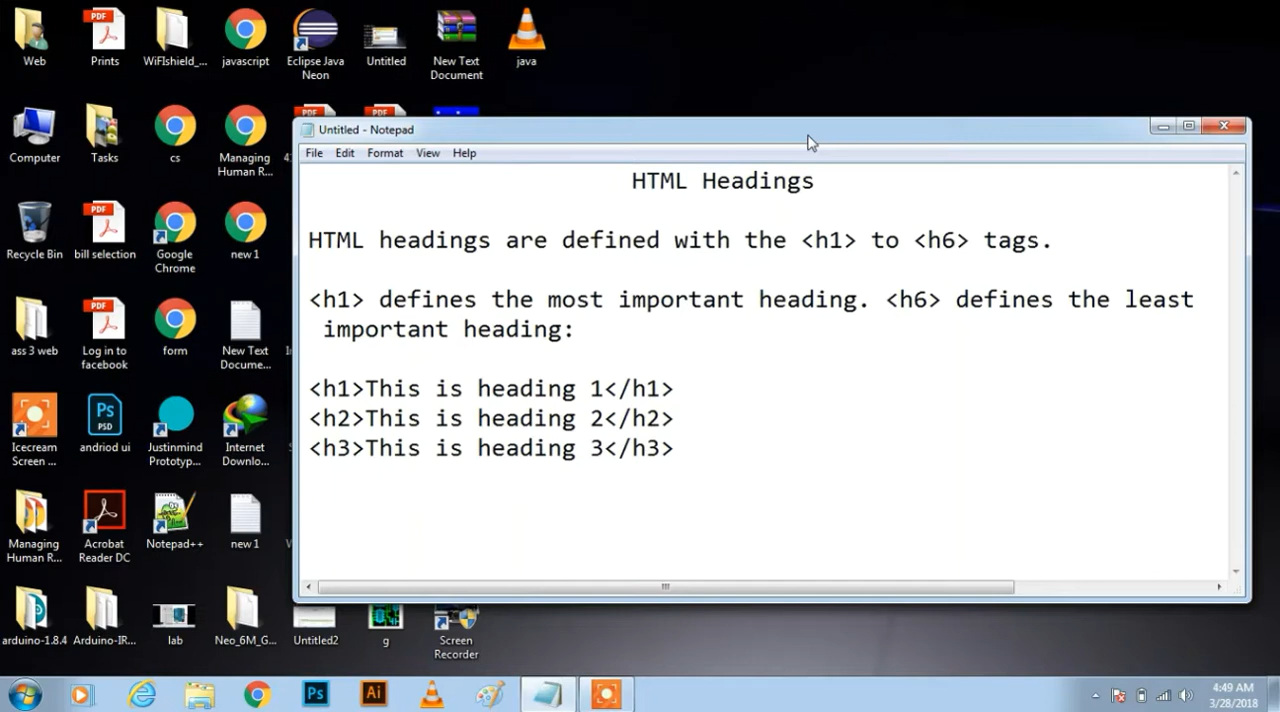 Web
Prints
WiFIshield_...
javascript
Eclipse Java
Neon
Untitled
New Text
Document
java
Computer
Tasks
cs
Managing
Human R...
Untitled - Notepad
File Edit Format View Help
HTML Headings
HTML headings are defined with the <h1> to <h6> tags.
<h1> defines the most important heading. <h6> defines the least
important heading:
<h1>This is heading 1</h1>
<h2>This is heading 2</h2>
<h3>This is heading 3</h3>
Recycle Bin
bill selection
Google
Chrome
new 1
ass 3 web
Log in to
facebook
form
New Text
Docume...
Icecream
Screen ...
andriod ui
Justinmind
Prototyp...
Internet
Downlo...
Managing
Human R...
Acrobat
Reader DC
Notepad++
new 1
arduino-1.8.4
Arduino-IR...
lab
Neo_6M_G...
Untitled2
g
Screen
Recorder
4:49 AM
3/28/2018